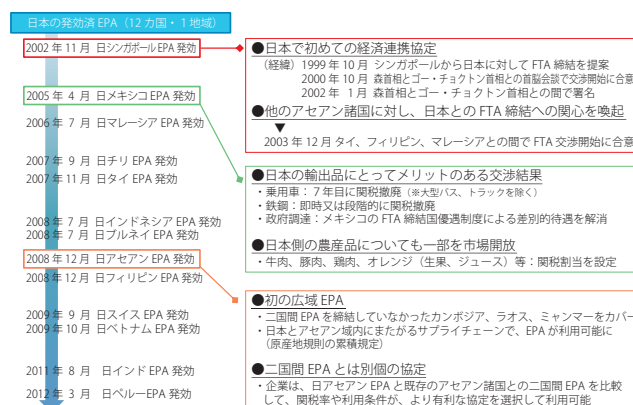 日本の発効済 EPA（12 カ国・1 地域）
2002 年 11 月 日シンガポール EPA 発効
2005 年 4 月 日メキシコ EPA 発効
2006 年 7 月 日マレーシア EPA 発効
2007 年 9 月 日チリ EPA 発効
2007 年 11 月 日タイ EPA 発効
2008 年 7 月 日インドネシア EPA 発効
2008 年 7 月 日ブルネイ EPA 発効
2008 年 12 月 日アセアン EPA 発効
2008 年 12 月 日フィリピン EPA 発効
2009 年 9 月 日スイス EPA 発効
2009 年 10 月 日ベトナム EPA 発効
2011 年 8 月 日インド EPA 発効
2012 年 3 月 日ペルーEPA 発効
●日本で初めての経済連携協定
（経緯）1999 年 10 月 シンガポールから日本に対して FTA 締結を提案
2000 年 10 月 森首相とゴー・チョクトン首相との首脳会談で交渉開始に合意
2002 年 1 月 森首相とゴー・チョクトン首相との間で署名
●他のアセアン諸国に対し、日本との FTA 締結への関心を喚起
▼
2003 年 12 月 タイ、フィリピン、マレーシアとの間で FTA 交渉開始に合意
●日本の輸出品にとってメリットのある交渉結果
・乗用車：7 年目に関税撤廃（※大型バス、トラックを除く）
・鉄鋼：即時又は段階的に関税撤廃
・政府調達：メキシコの FTA 締結国優遇制度による差別的待遇を解消
●日本側の農産品についても一部を市場開放
・牛肉、豚肉、鶏肉、オレンジ（生果、ジュース）等：関税割当を設定
●初の広域 EPA
・二国間 EPA を締結していなかったカンボジア、ラオス、ミャンマーをカバー
・日本とアセアン域内にまたがるサプライチェーンで、EPA が利用可能に
（原産地規則の累積規定）
●二国間 EPA とは別個の協定
・企業は、日アセアン EPA と既存のアセアン諸国との二国間 EPA を比較
して、関税率や利用条件が、より有利な協定を選択して利用可能